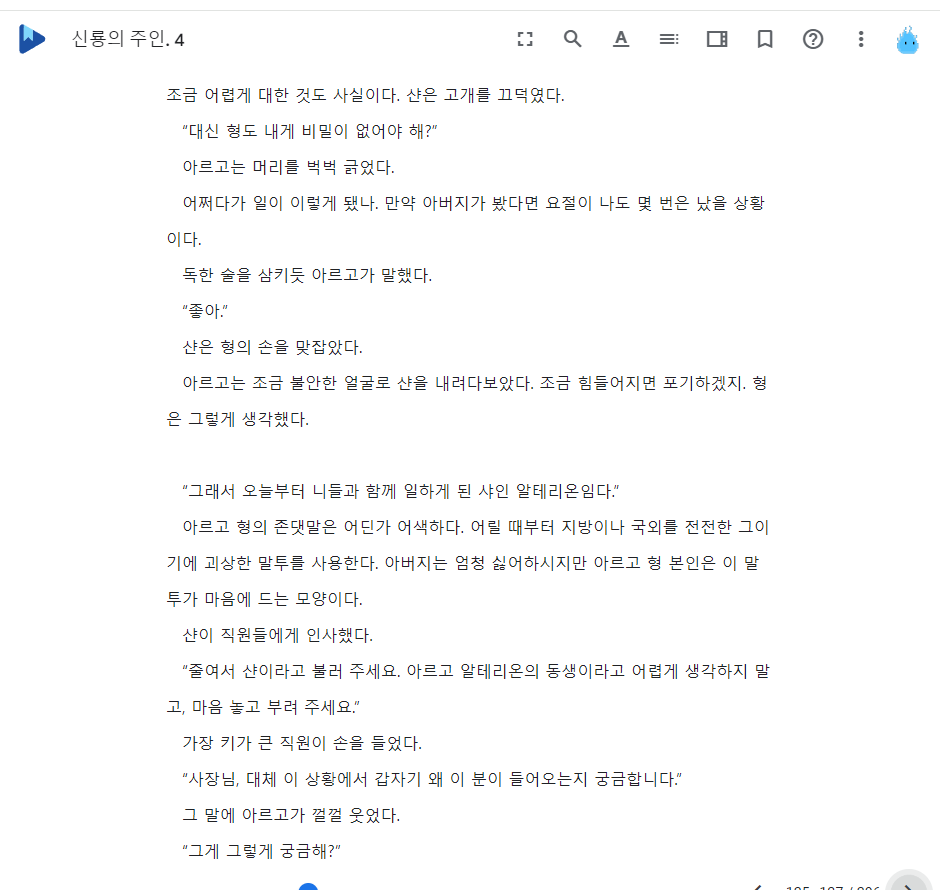 신룡의 주인. 4
조금 어렵게 대한 것도 사실이다. 샨은 고개를 끄덕였다.
“대신 형도 내게 비밀이 없어야 해?”
아르고는 머리를 벅벅 긁었다.
어쩌다가 일이 이렇게 됐나. 만약 아버지가 봤다면 요절이 나도 몇 번은 났을 상황
이다.
독한 술을 삼키듯 아르고가 말했다.
“좋아.”
샨은 형의 손을 맞잡았다.
아르고는 조금 불안한 얼굴로 샨을 내려다보았다. 조금 힘들어지면 포기하겠지. 형
은 그렇게 생각했다.
“그래서 오늘부터 니들과 함께 일하게 된 샤인 알테리온임다.”
아르고 형의 존댓말은 어딘가 어색하다. 어릴 때부터 지방이나 국외를 전전한 그이
기에 괴상한 말투를 사용한다. 아버지는 엄청 싫어하시지만 아르고 형 본인은 이 말
투가 마음에 드는 모양이다.
샨이 직원들에게 인사했다.
“줄여서 샨이라고 불러 주세요. 아르고 알테리온의 동생이라고 어렵게 생각하지 말
고, 마음 놓고 부려 주세요.”
가장 키가 큰 직원이 손을 들었다.
“사장님, 대체 이 상황에서 갑자기 왜 이 분이 들어오는지 궁금합니다.”
그 말에 아르고가 껄껄 웃었다.
“그게 그렇게 궁금해?”